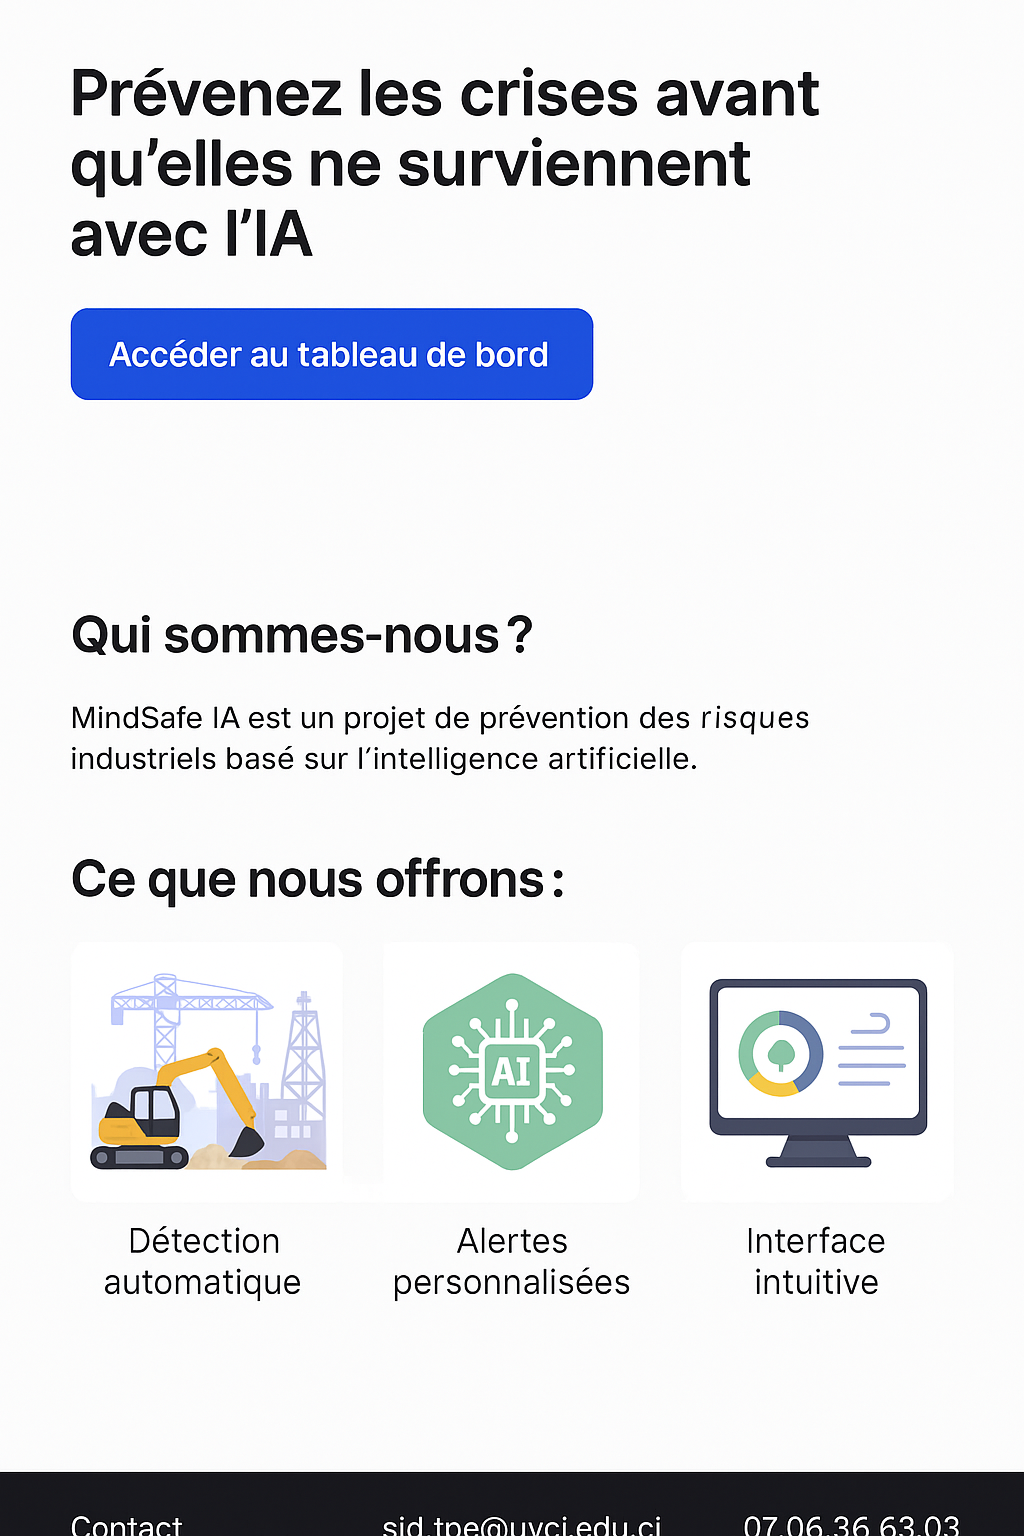 Prévenez les crises avant
qu’elles ne surviennent
avec l’IA
Accéder au tableau de bord
Qui sommes-nous ?
MindSafe IA est un projet de prévention des risques
industriels basé sur l’intelligence artificielle.
Ce que nous offrons :
AI
Détection
automatique
Alertes
personnalisées
Interface
intuitive
Contact
sid.tpe@uvci.edu.ci
07.06.36 63.03